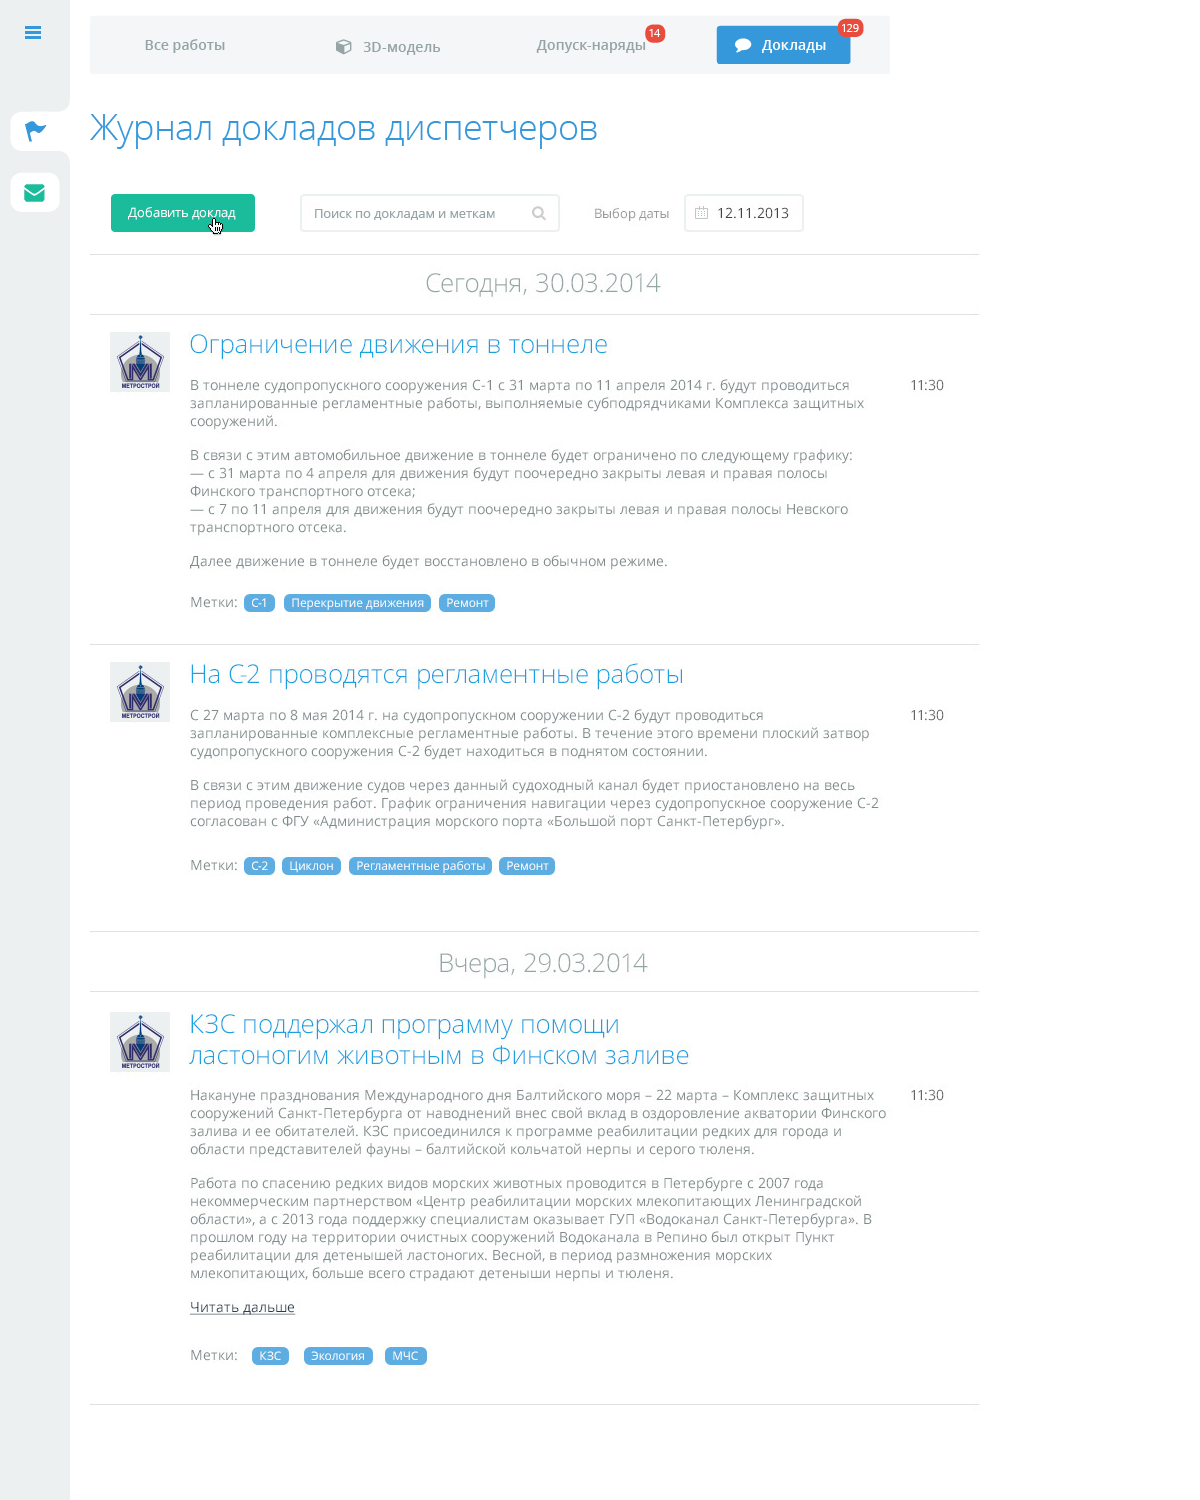 Все работы
3D-модель
Допуск-наряды
14
Доклады
129
Журнал докладов диспетчеров
Добавить доклад
Поиск по докладам и меткам
Выбор даты
12.11.2013
Сегодня, 30.03.2014
МЕТРОСТРОЙ
Ограничение движения в тоннеле
В тоннеле судопропускного сооружения С-1 с 31 марта по 11 апреля 2014 г. будут проводиться
запланированные регламентные работы, выполняемые субподрядчиками Комплекса защитных
сооружений.
11:30
В связи с этим автомобильное движение в тоннеле будет ограничено по следующему графику:
— с 31 марта по 4 апреля для движения будут поочередно закрыты левая и правая полосы
Финского транспортного отсека;
— с 7 по 11 апреля для движения будут поочередно закрыты левая и правая полосы Невского
транспортного отсека.
Далее движение в тоннеле будет восстановлено в обычном режиме.
Метки: С-1 Перекрытие движения Ремонт
МЕТРОСТРОЙ
На С-2 проводятся регламентные работы
С 27 марта по 8 мая 2014 г. на судопропускном сооружении С-2 будут проводиться
запланированные комплексные регламентные работы. В течение этого времени плоский затвор
судопропускного сооружения С-2 будет находиться в поднятом состоянии.
11:30
В связи с этим движение судов через данный судоходный канал будет приостановлено на весь
период проведения работ. График ограничения навигации через судопропускное сооружение С-2
согласован с ФГУ «Администрация морского порта «Большой порт Санкт-Петербург».
Метки: С-2 Циклон Регламентные работы Ремонт
Вчера, 29.03.2014
МЕТРОСТРОЙ
КЗС поддержал программу помощи
ластоногим животным в Финском заливе
Накануне празднования Международного дня Балтийского моря – 22 марта – Комплекс защитных
сооружений Санкт-Петербурга от наводнений внес свой вклад в оздоровление акватории Финского
залива и ее обитателей. КЗС присоединился к программе реабилитации редких для города и
области представителей фауны – балтийской кольчатой нерпы и серого тюленя.
11:30
Работа по спасению редких видов морских животных проводится в Петербурге с 2007 года
некоммерческим партнерством «Центр реабилитации морских млекопитающих Ленинградской
области», а с 2013 года поддержку специалистам оказывает ГУП «Водоканал Санкт-Петербурга». В
прошлом году на территории очистных сооружений Водоканала в Репино был открыт Пункт
реабилитации для детенышей ластоногих. Весной, в период размножения морских
млекопитающих, больше всего страдают детеныши нерпы и тюленя.
Читать дальше
Метки: КЗС Экология МЧС